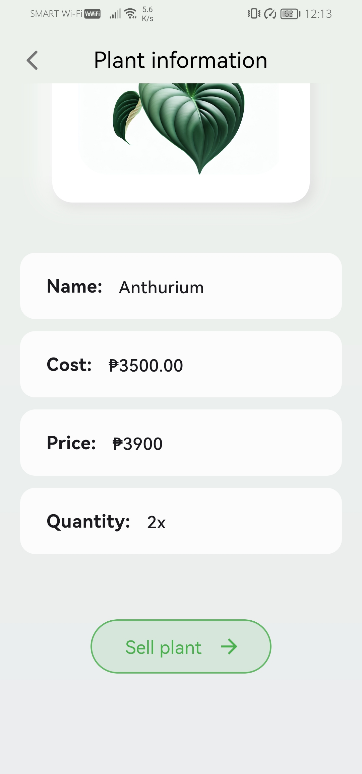 SMART Wi-Fi VoWiFi 5.6 K/s 12:13
Plant information
Name: Anthurium
Cost: ₱3500.00
Price: ₱3900
Quantity: 2x
Sell plant →